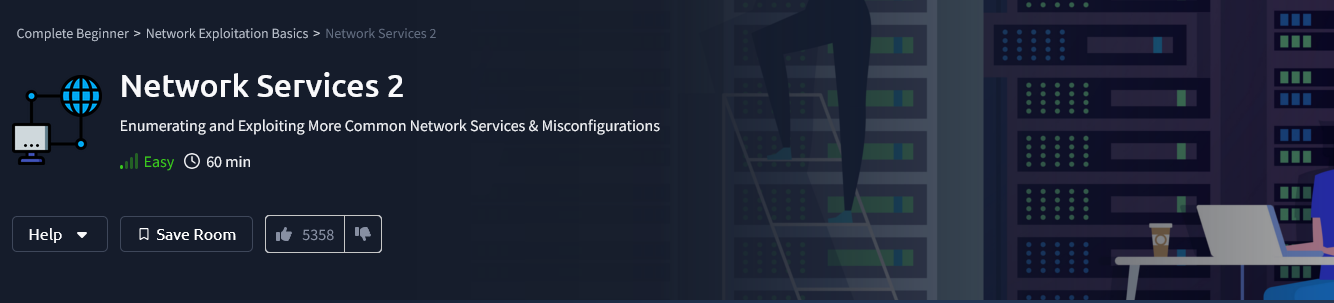 Complete Beginner > Network Exploitation Basics > Network Services 2
Network Services 2
Enumerating and Exploiting More Common Network Services & Misconfigurations
Easy 60 min
Help Save Room 5358